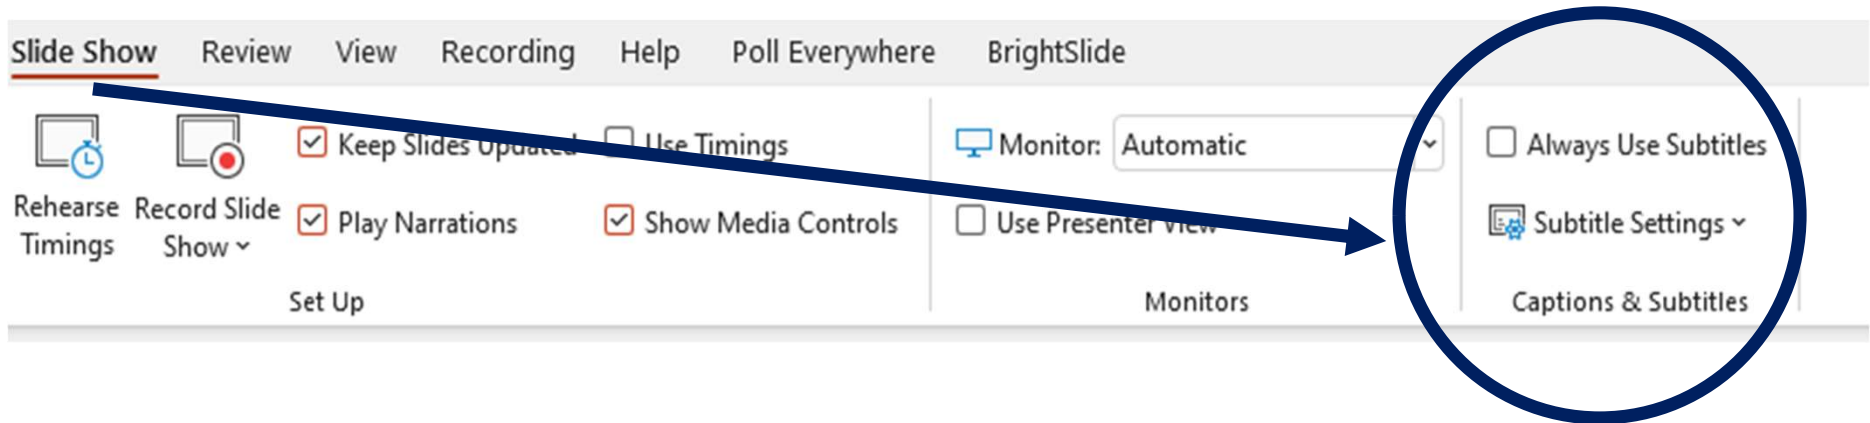 Slide Show Review View Recording Help Poll Everywhere BrightSlide
Keep Slides Updated Use Timings Monitor: Automatic Always Use Subtitles
Rehearse Timings
Record Slide Show
Play Narrations Show Media Controls Use Presenter View Subtitle Settings
Set Up Monitors Captions & Subtitles